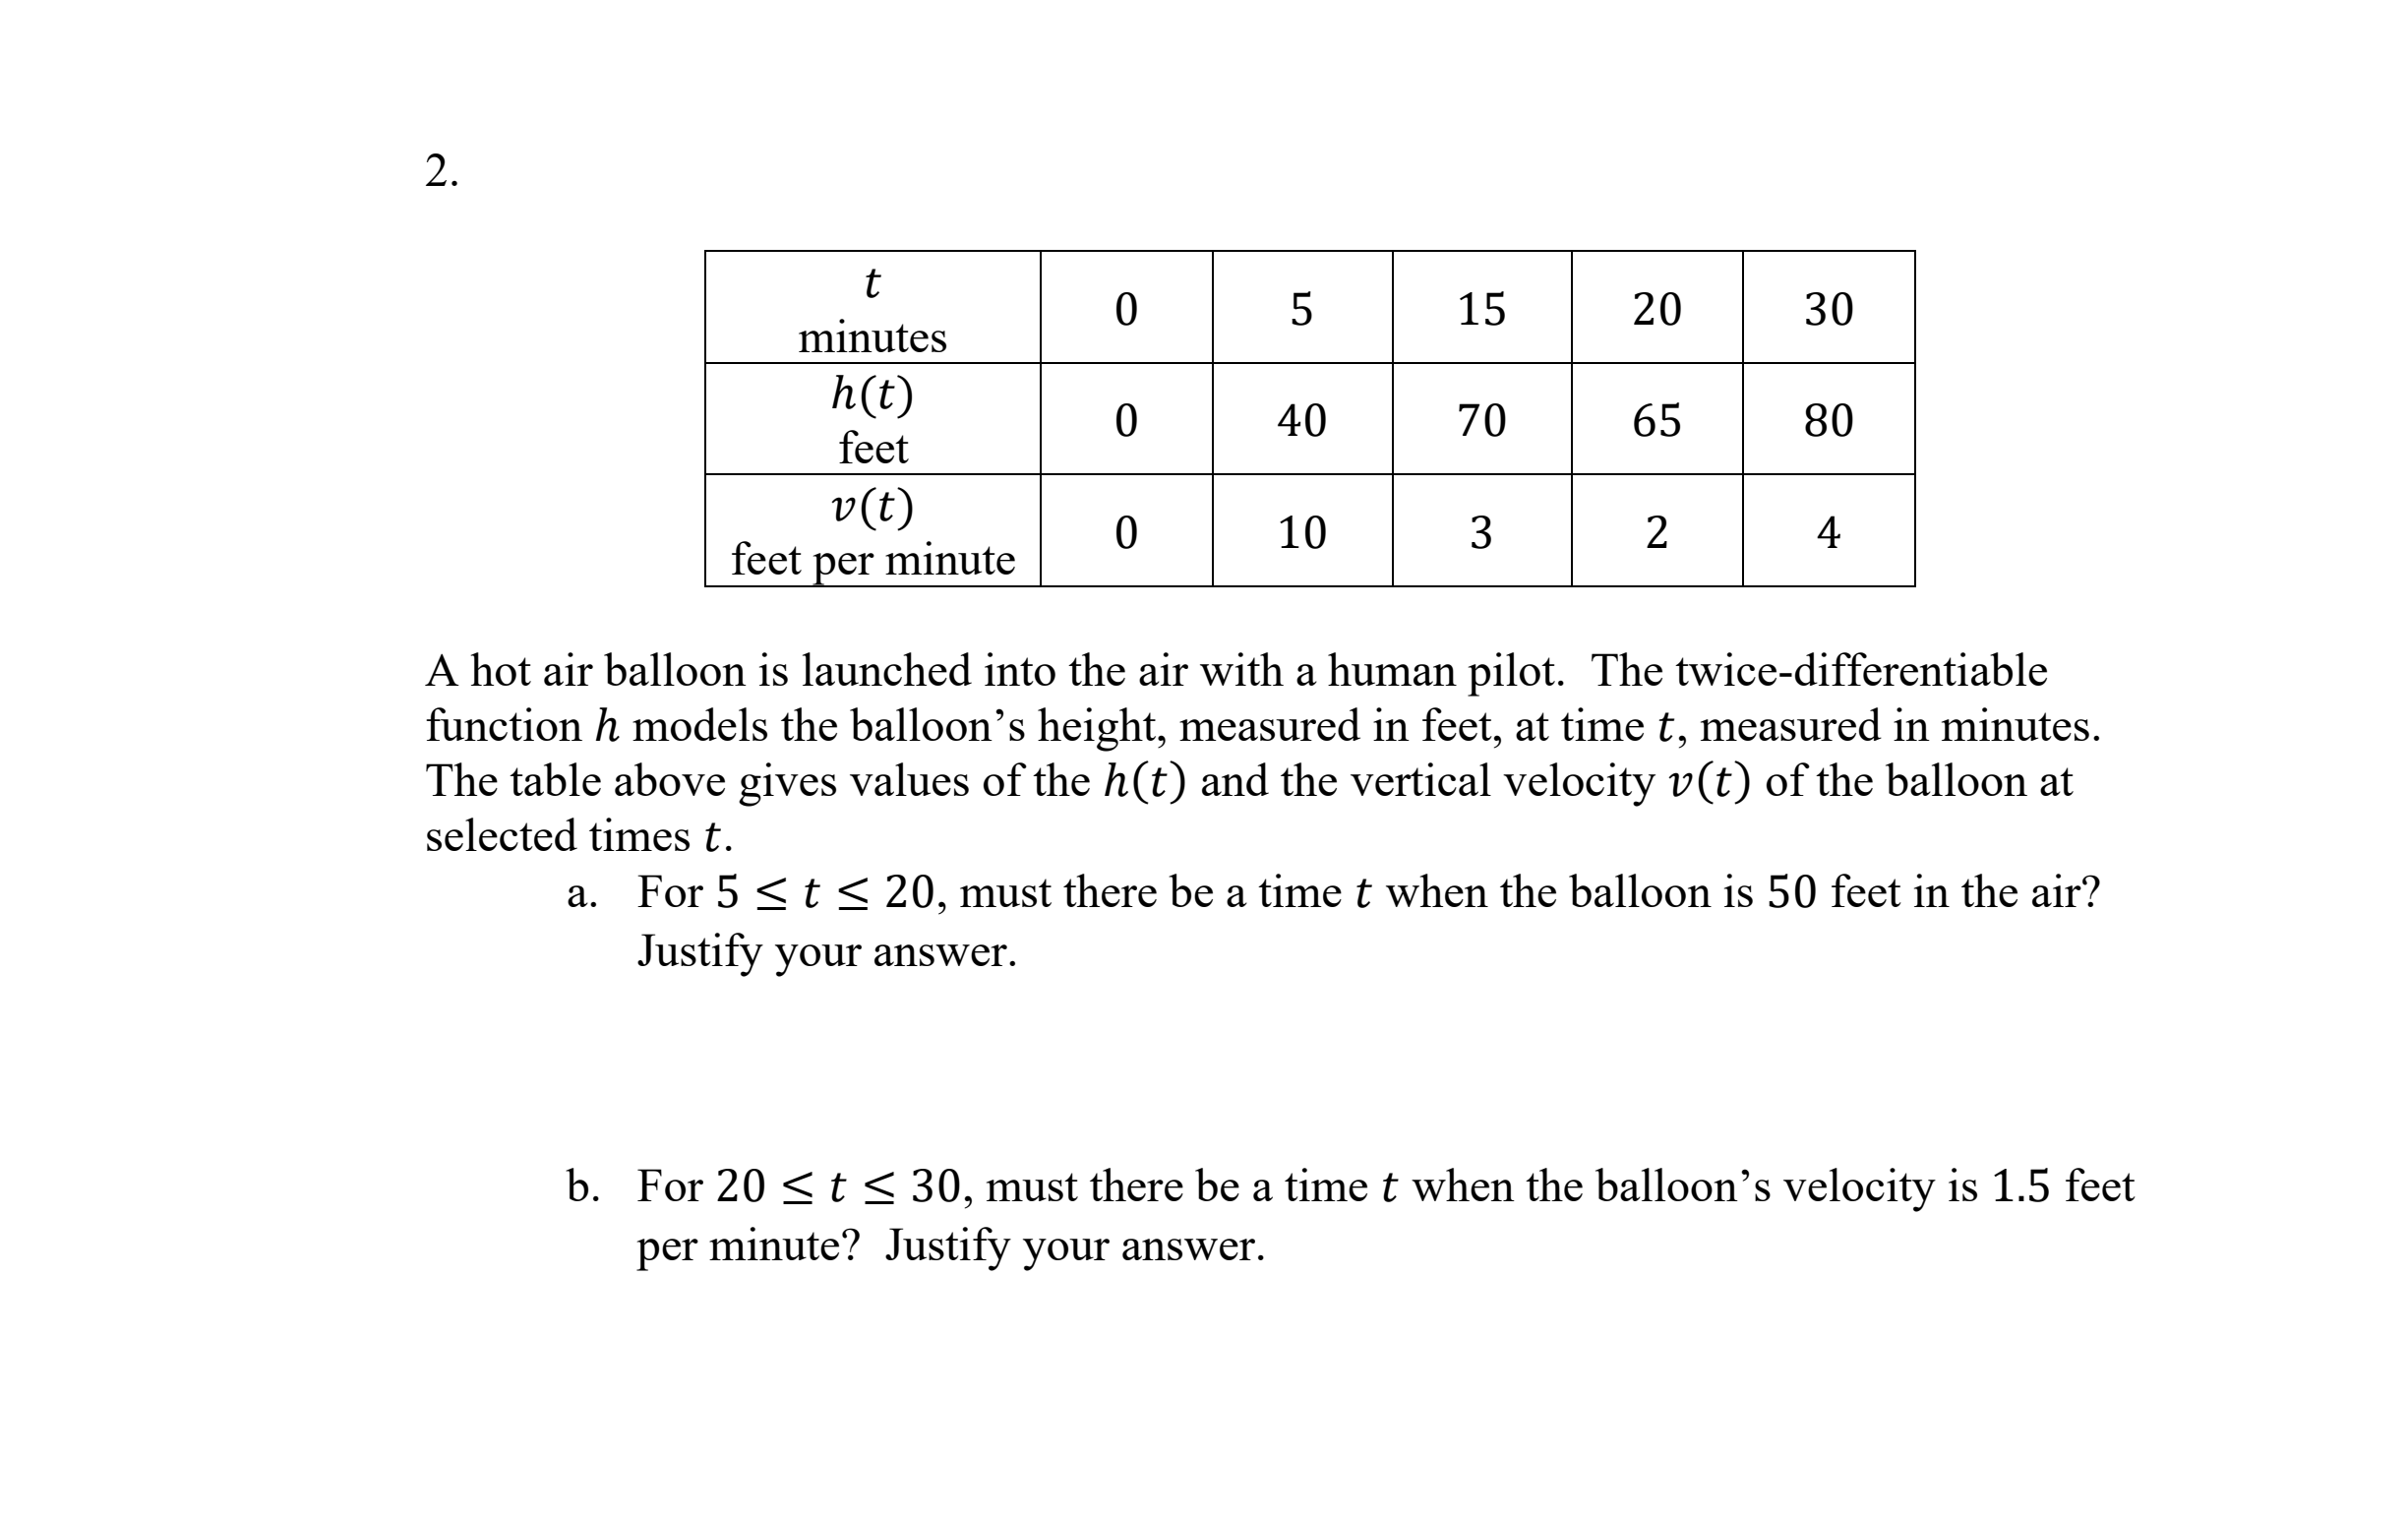 2.
t
minutes 0 5 15 20 30
h(t)
feet 0 40 70 65 80
v(t)
feet per minute 0 10 3 2 4
A hot air balloon is launched into the air with a human pilot.  The twice-differentiable
function h models the balloon’s height, measured in feet, at time t, measured in minutes.
The table above gives values of the h(t) and the vertical velocity v(t) of the balloon at
selected times t.
a. For 5 ≤ t ≤ 20, must there be a time t when the balloon is 50 feet in the air?
Justify your answer.
b. For 20 ≤ t ≤ 30, must there be a time t when the balloon’s velocity is 1.5 feet
per minute?  Justify your answer.